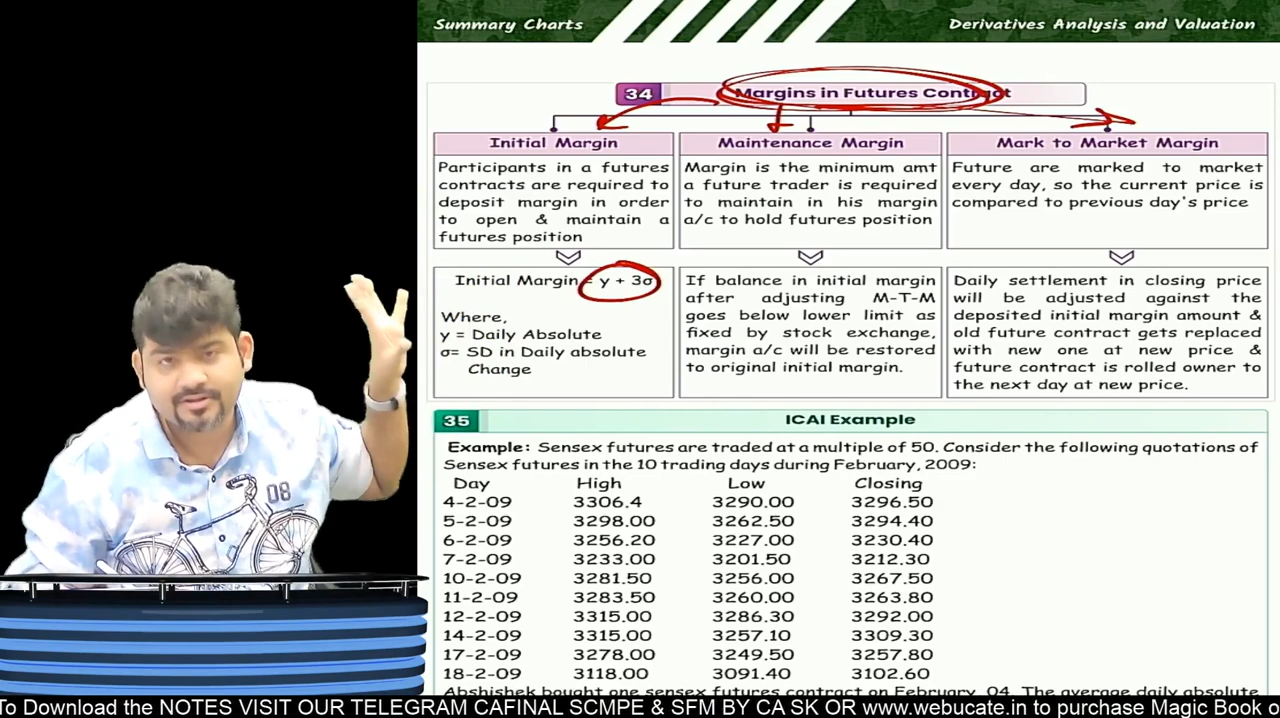 Summary Charts
Derivatives Analysis and Valuation
34 Margins in Futures Contract
Initial Margin
Participants in a futures
contracts are required to
deposit margin in order
to open & maintain a
futures position
Initial Margin = y + 3σ
Where,
y = Daily Absolute
σ= SD in Daily absolute
Change
Maintenance Margin
Margin is the minimum amt
a future trader is required
to maintain in his margin
a/c to hold futures position
If balance in initial margin
after adjusting M-T-M
goes below lower limit as
fixed by stock exchange,
margin a/c will be restored
to original initial margin.
Mark to Market Margin
Future are marked to market
every day, so the current price is
compared to previous day's price
Daily settlement in closing price
will be adjusted against the
deposited initial margin amount &
old future contract gets replaced
with new one at new price &
future contract is rolled owner to
the next day at new price.
35 ICAI Example
Example: Sensex futures are traded at a multiple of 50. Consider the following quotations of
Sensex futures in the 10 trading days during February, 2009:
Day High Low Closing
4-2-09 3306.4 3290.00 3296.50
5-2-09 3298.00 3262.50 3294.40
6-2-09 3256.20 3227.00 3230.40
7-2-09 3233.00 3201.50 3212.30
10-2-09 3281.50 3256.00 3267.50
11-2-09 3283.50 3260.00 3263.80
12-2-09 3315.00 3286.30 3292.00
14-2-09 3315.00 3257.10 3309.30
17-2-09 3278.00 3249.50 3257.80
18-2-09 3118.00 3091.40 3102.60
Abshishek bought one sensex futures contract on February, 04. The average daily absolute
08
To Download the NOTES VISIT OUR TELEGRAM CAFINAL SCMPE & SFM BY CA SK OR www.webucate.in to purchase Magic Book o